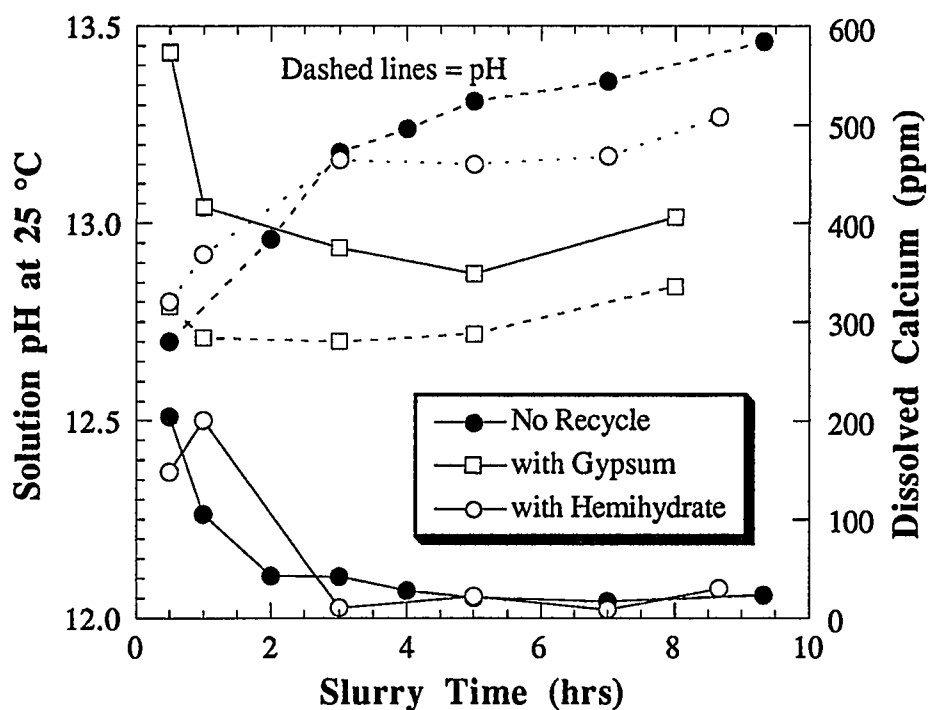 13.5
13.0
12.5
12.0
Solution pH at 25 °C
Dashed lines = pH
600
500
400
300
200
100
0
Dissolved Calcium (ppm)
No Recycle
with Gypsum
with Hemihydrate
0 2 4 6 8 10
Slurry Time (hrs)